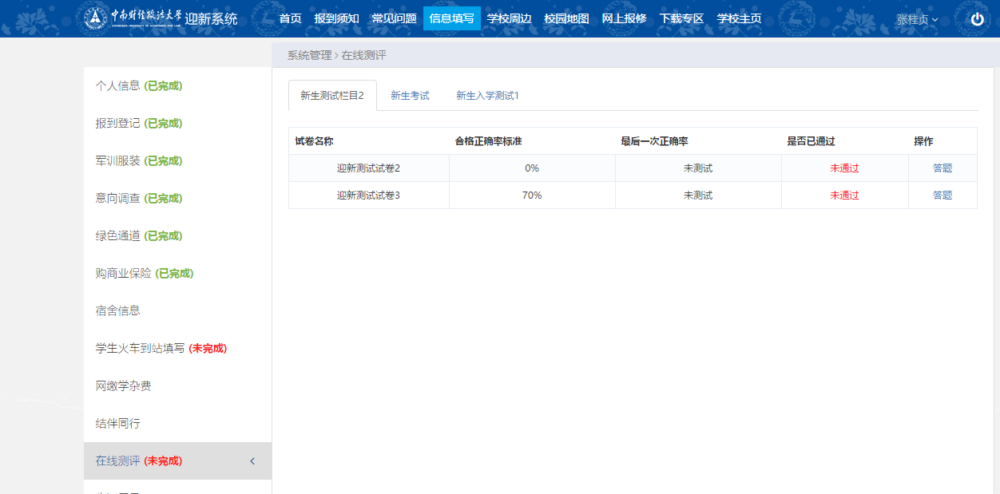 中南财经政法大学 迎新系统 首页 报到须知 常见问题 信息填写 学校周边 校园地图 网上报修 下载专区 学校主页 张柱贞
系统管理 > 在线测评
个人信息 (已完成)
报到登记 (已完成)
军训服装 (已完成)
意向调查 (已完成)
绿色通道 (已完成)
购商业保险 (已完成)
宿舍信息
学生火车到站填写 (未完成)
网缴学杂费
结伴同行
在线测评 (未完成)
新生测试栏目2 新生考试 新生入学测试1
试卷名称 合格正确率标准 最后一次正确率 是否已通过 操作
迎新测试试卷2 0% 未测试 未通过 答题
迎新测试试卷3 70% 未测试 未通过 答题